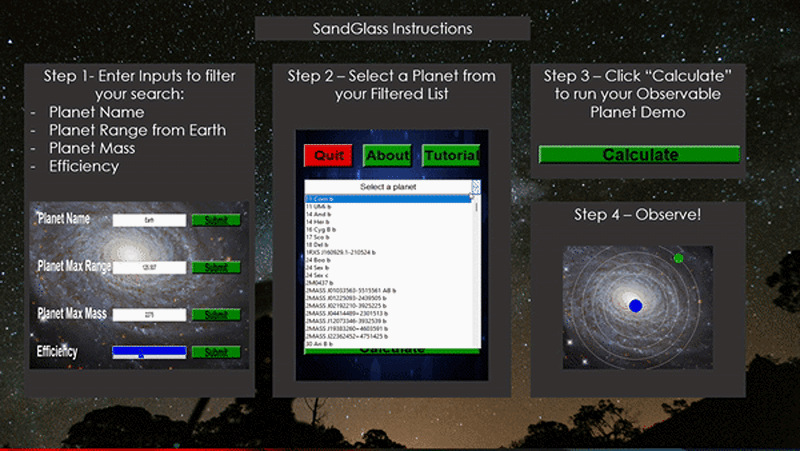 SandGlass Instructions
Step 1- Enter Inputs to filter
your search:
- Planet Name
- Planet Range from Earth
- Planet Mass
- Efficiency
Planet Name
Earth
Submit
Planet Max Range
Submit
Planet Max Mass
Submit
Efficiency
Submit
Step 2 – Select a Planet from
your Filtered List
Quit
About
Tutorial
Select a planet
11 Com b
11 UMi b
14 And b
14 Her b
16 Cyg B b
17 Sco b
18 Del b
1RXS J160929.1-210524 b
24 Boo b
24 Sex b
24 Sex c
2M0437 b
2MASS J01033563-5515561 AB b
2MASS J01225093-2439505 b
2MASS J02192210-3925225 b
2MASS J04414489+2301513 b
2MASS J12073346-3932539 b
2MASS J19383260+4603591 b
2MASS J22362452+4751425 b
30 Ari B b
Calculate
Step 3 – Click “Calculate”
to run your Observable
Planet Demo
Calculate
Step 4 – Observe!